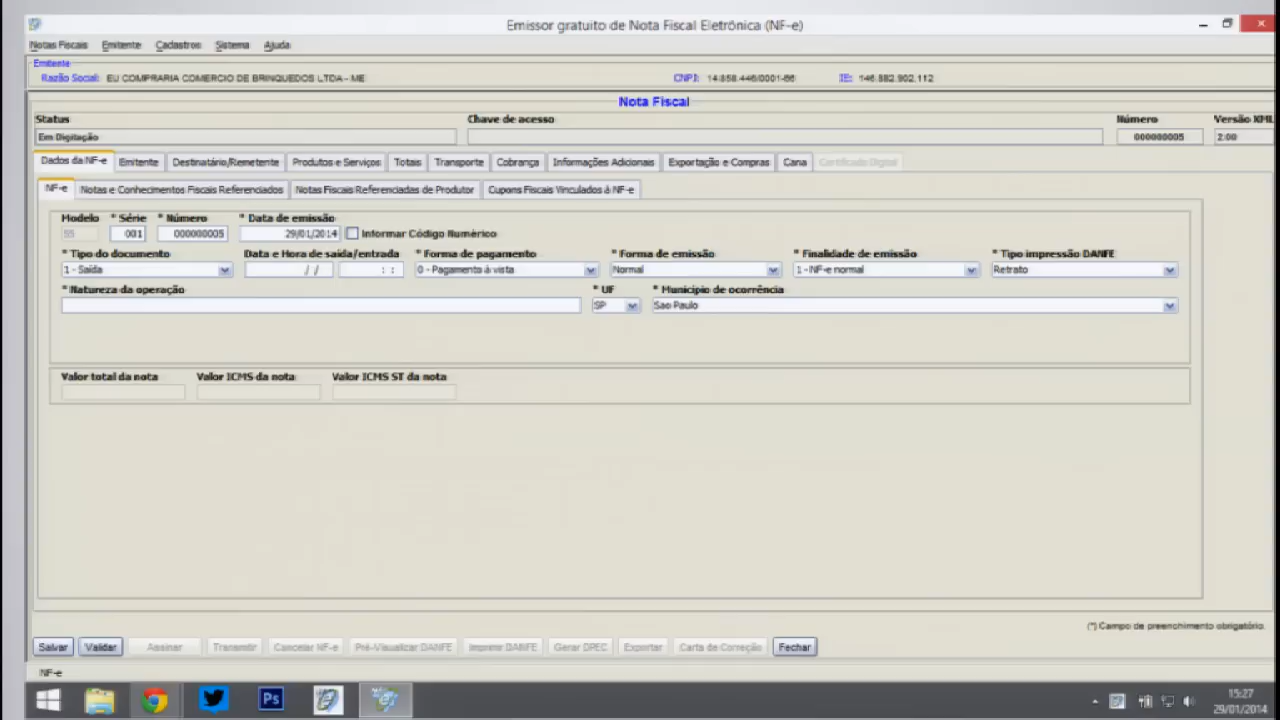 Emissor gratuito de Nota Fiscal Eletrônica (NF-e)
Notas Fiscais Emitente Cadastros Sistema Ajuda
Emitente
Razão Social: EU COMPRARIA COMERCIO DE BRINQUEDOS LTDA - ME CNPJ: 14.858.446/0001-66 IE: 146.882.902.112
Nota Fiscal
Status Chave de acesso Número Versão XML
Em Digitação 000000005 2.00
Dados da NF-e Emitente Destinatário/Remetente Produtos e Serviços Totais Transporte Cobrança Informações Adicionais Exportação e Compras Cana Certificado Digital
NF-e Notas e Conhecimentos Fiscais Referenciados Notas Fiscais Referenciadas de Produtor Cupons Fiscais Vinculados à NF-e
Modelo * Série * Número * Data de emissão
55 001 000000005 29/01/2014 Informar Código Numérico
* Tipo do documento Data e Hora de saída/entrada * Forma de pagamento * Forma de emissão * Finalidade de emissão * Tipo impressão DANFE
1 - Saída / / : : 0 - Pagamento à vista Normal 1 - NF-e normal Retrato
* Natureza da operação * UF * Município de ocorrência
SP Sao Paulo
Valor total da nota Valor ICMS da nota Valor ICMS ST da nota
(*) Campo de preenchimento obrigatório.
Salvar Validar Assinar Transmitir Cancelar NF-e Pré-Visualizar DANFE Imprimir DANFE Gerar DPEC Exportar Carta de Correção Fechar
NF-e
Ps
15:27
29/01/2014